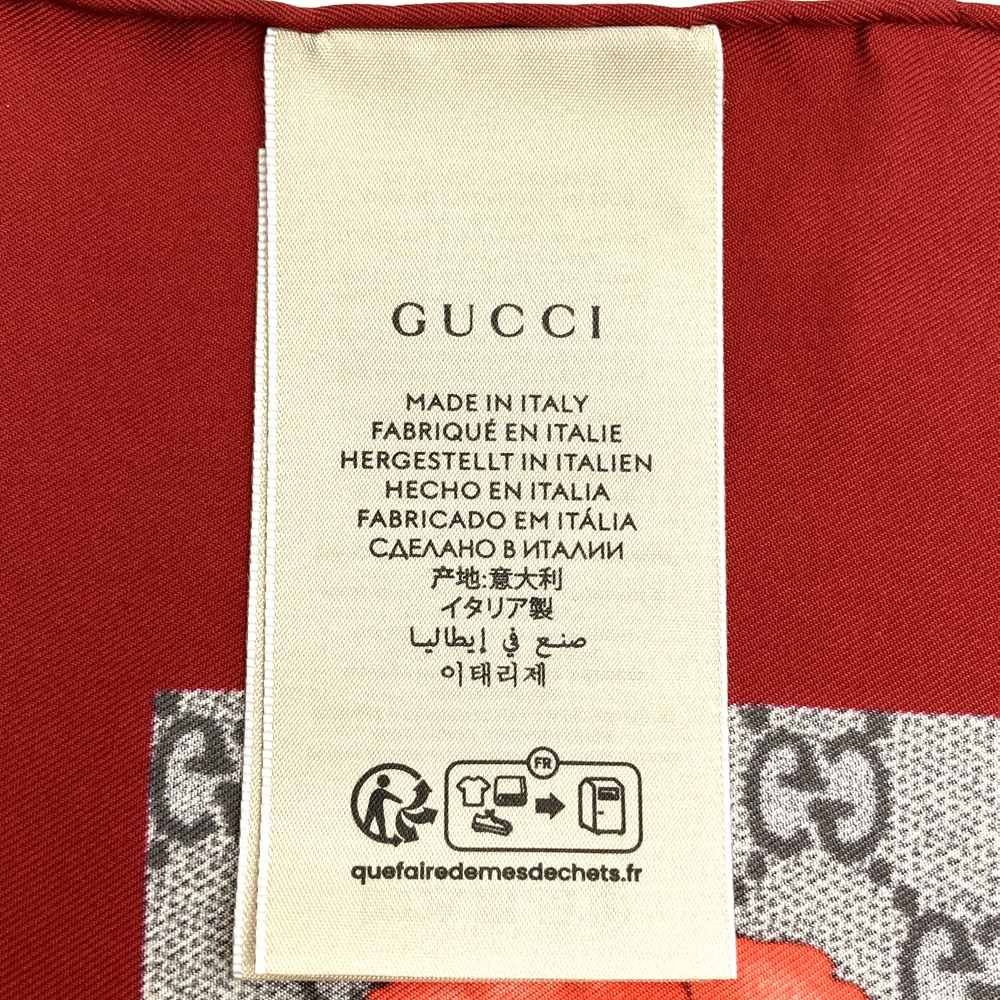 GUCCI
MADE IN ITALY
FABRIQUÉ EN ITALIE
HERGESTELLT IN ITALIEN
HECHO EN ITALIA
FABRICADO EM ITÁLIA
СДЕЛАНО В ИТАЛИИ
产地:意大利
イタリア製
صنع في إيطاليا
이태리제
FR
quefairedemesdechets.fr